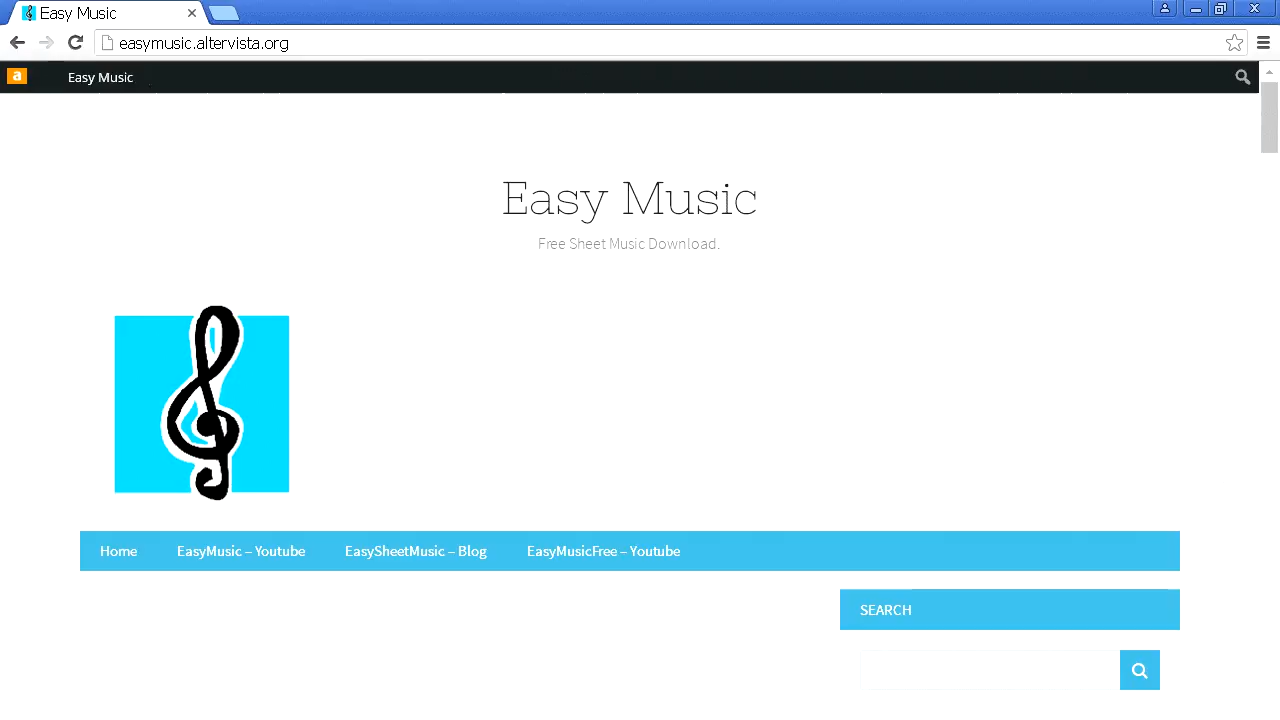 Easy Music
easymusic.altervista.org
a
Easy Music
Easy Music
Free Sheet Music Download.
Home
EasyMusic – Youtube
EasySheetMusic – Blog
EasyMusicFree – Youtube
SEARCH